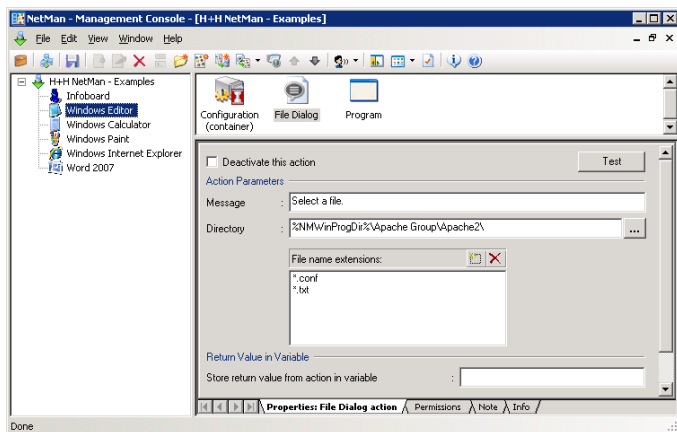 NetMan - Management Console - [H+H NetMan - Examples]
File Edit View Window Help
H+H NetMan - Examples
Infoboard
Windows Editor
Windows Calculator
Windows Paint
Windows Internet Explorer
Word 2007
Configuration (container)
File Dialog
Program
Deactivate this action
Test
Action Parameters
Message : Select a file.
Directory : %NMWinProgDir%\Apache Group\Apache2\
...
File name extensions:
*.conf
*.txt
Return Value in Variable
Store return value from action in variable :
Properties: File Dialog action Permissions Note Info
Done